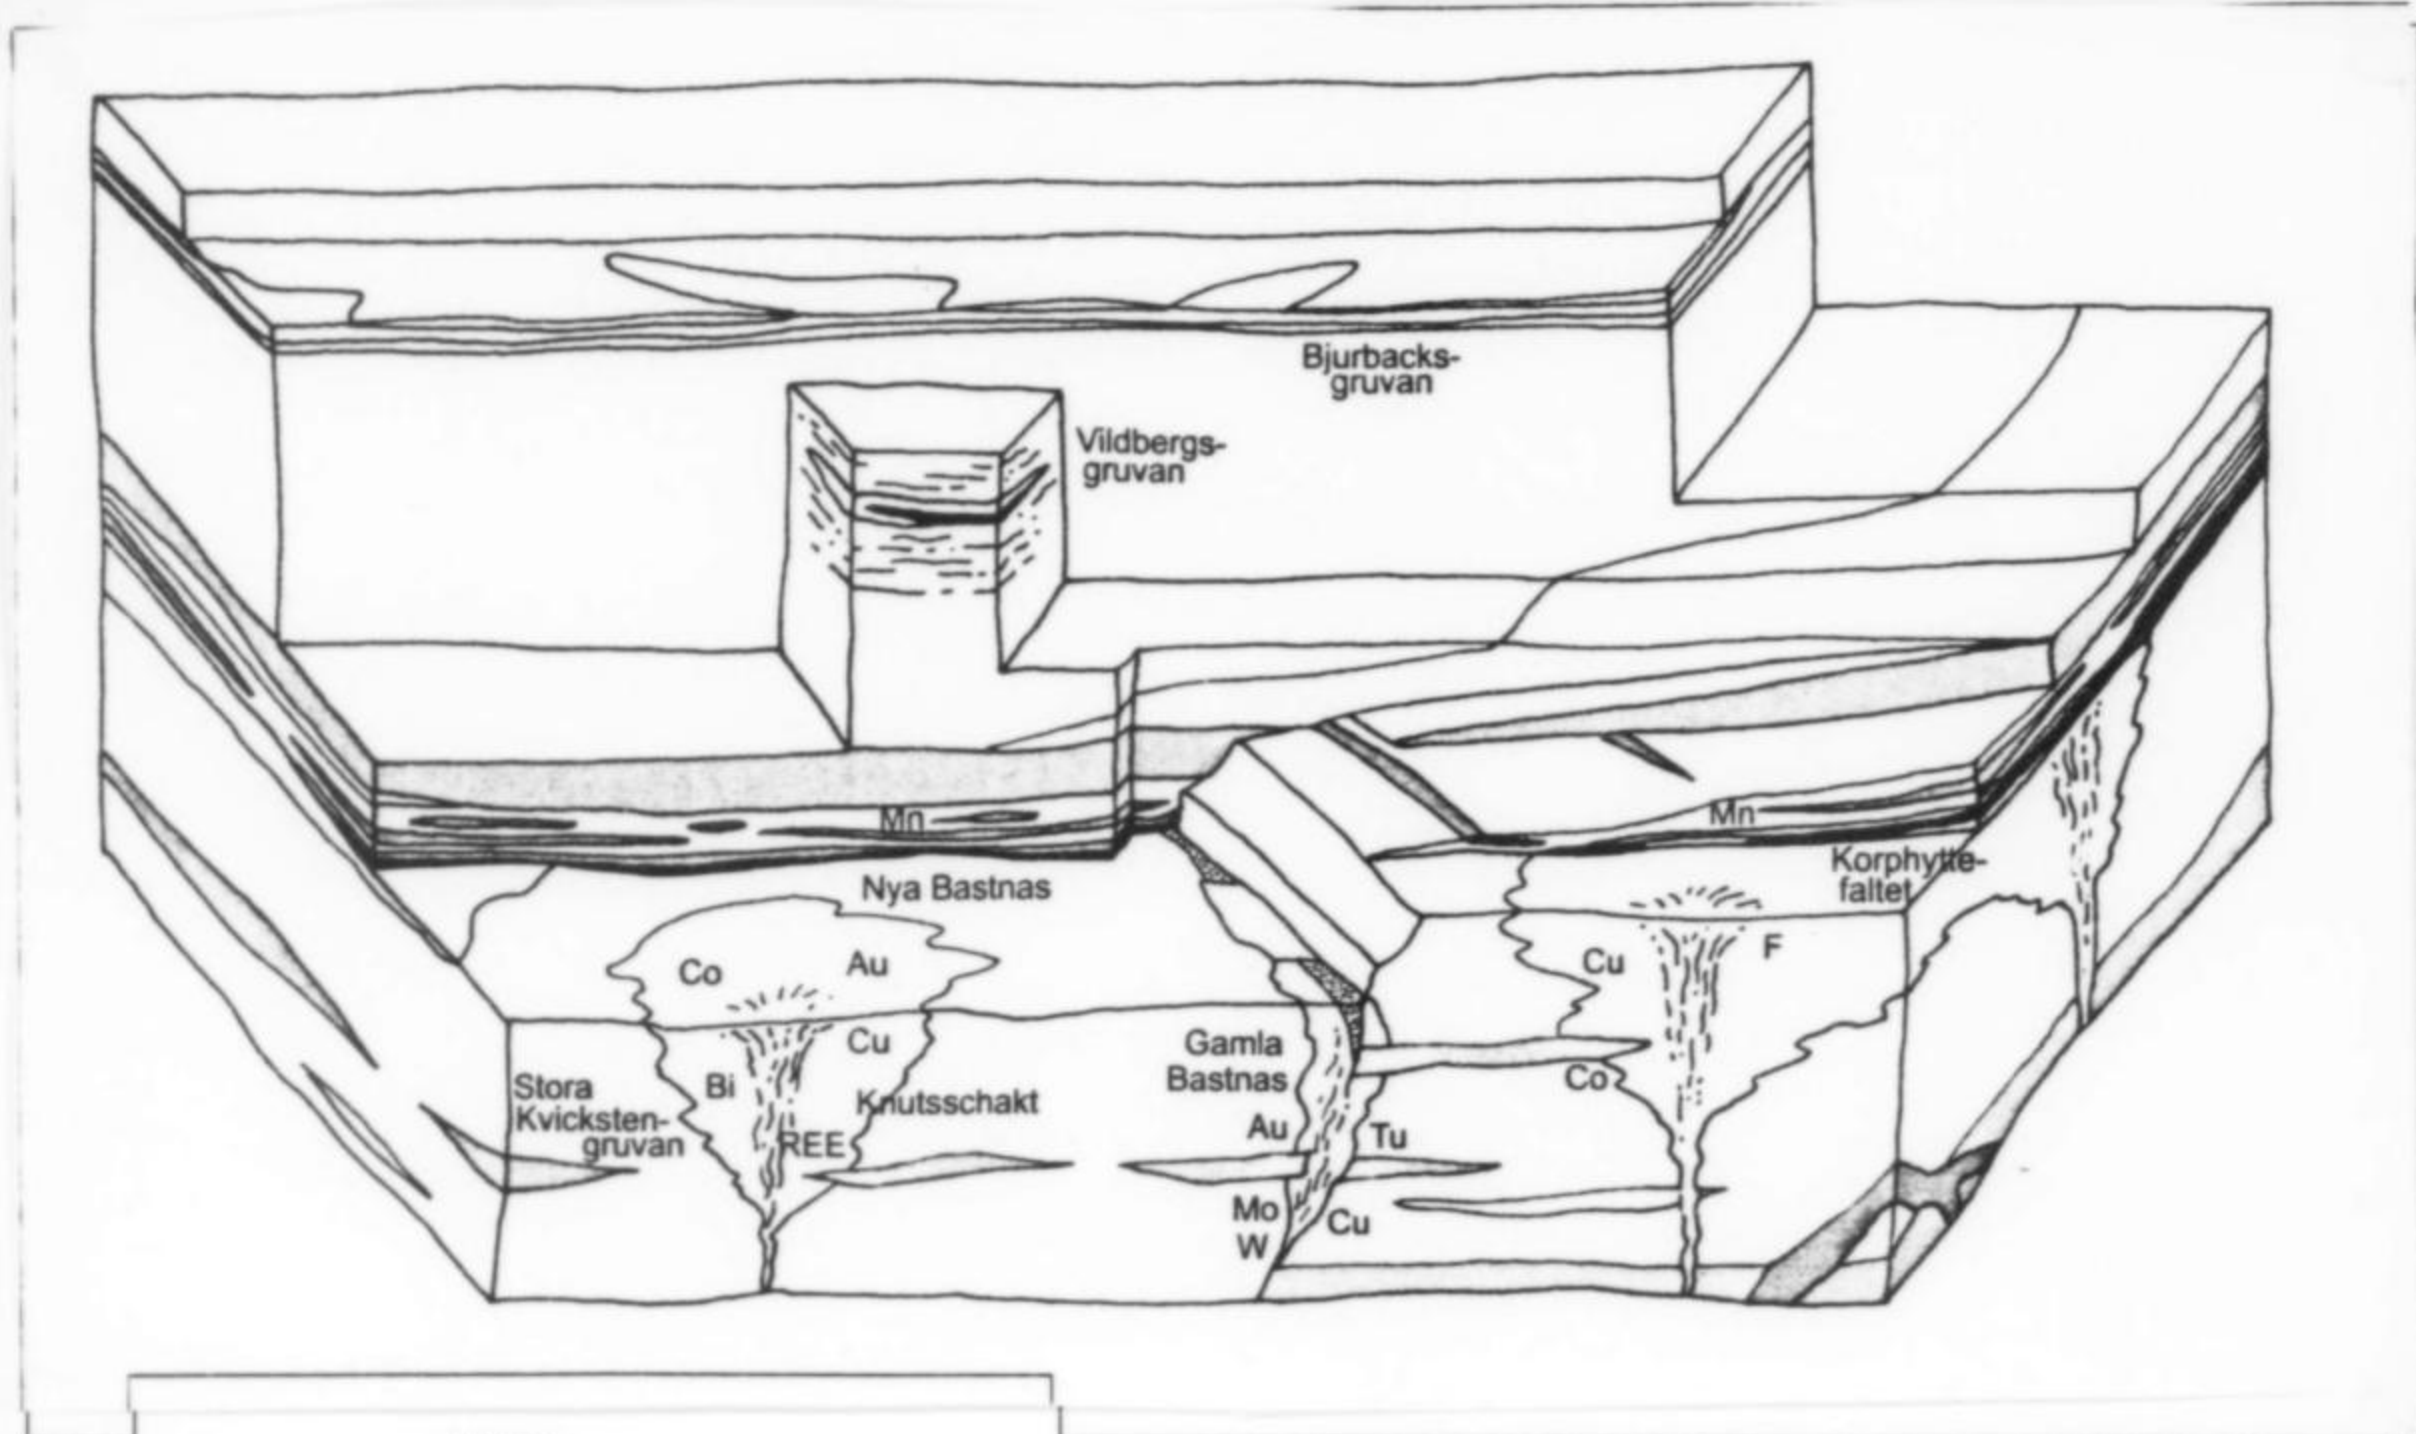 Bjurbacks-
gruvan
Vildbergs-
gruvan
Mn
Mn
Korphytte-
faltet
Nya Bastnas
Co
Au
Cu
F
Cu
Bi
Cu
Gamla
Bastnas
Co
Stora
Kvicksten-
gruvan
Knutsschakt
REE
Au
Tu
Mo
W
Cu